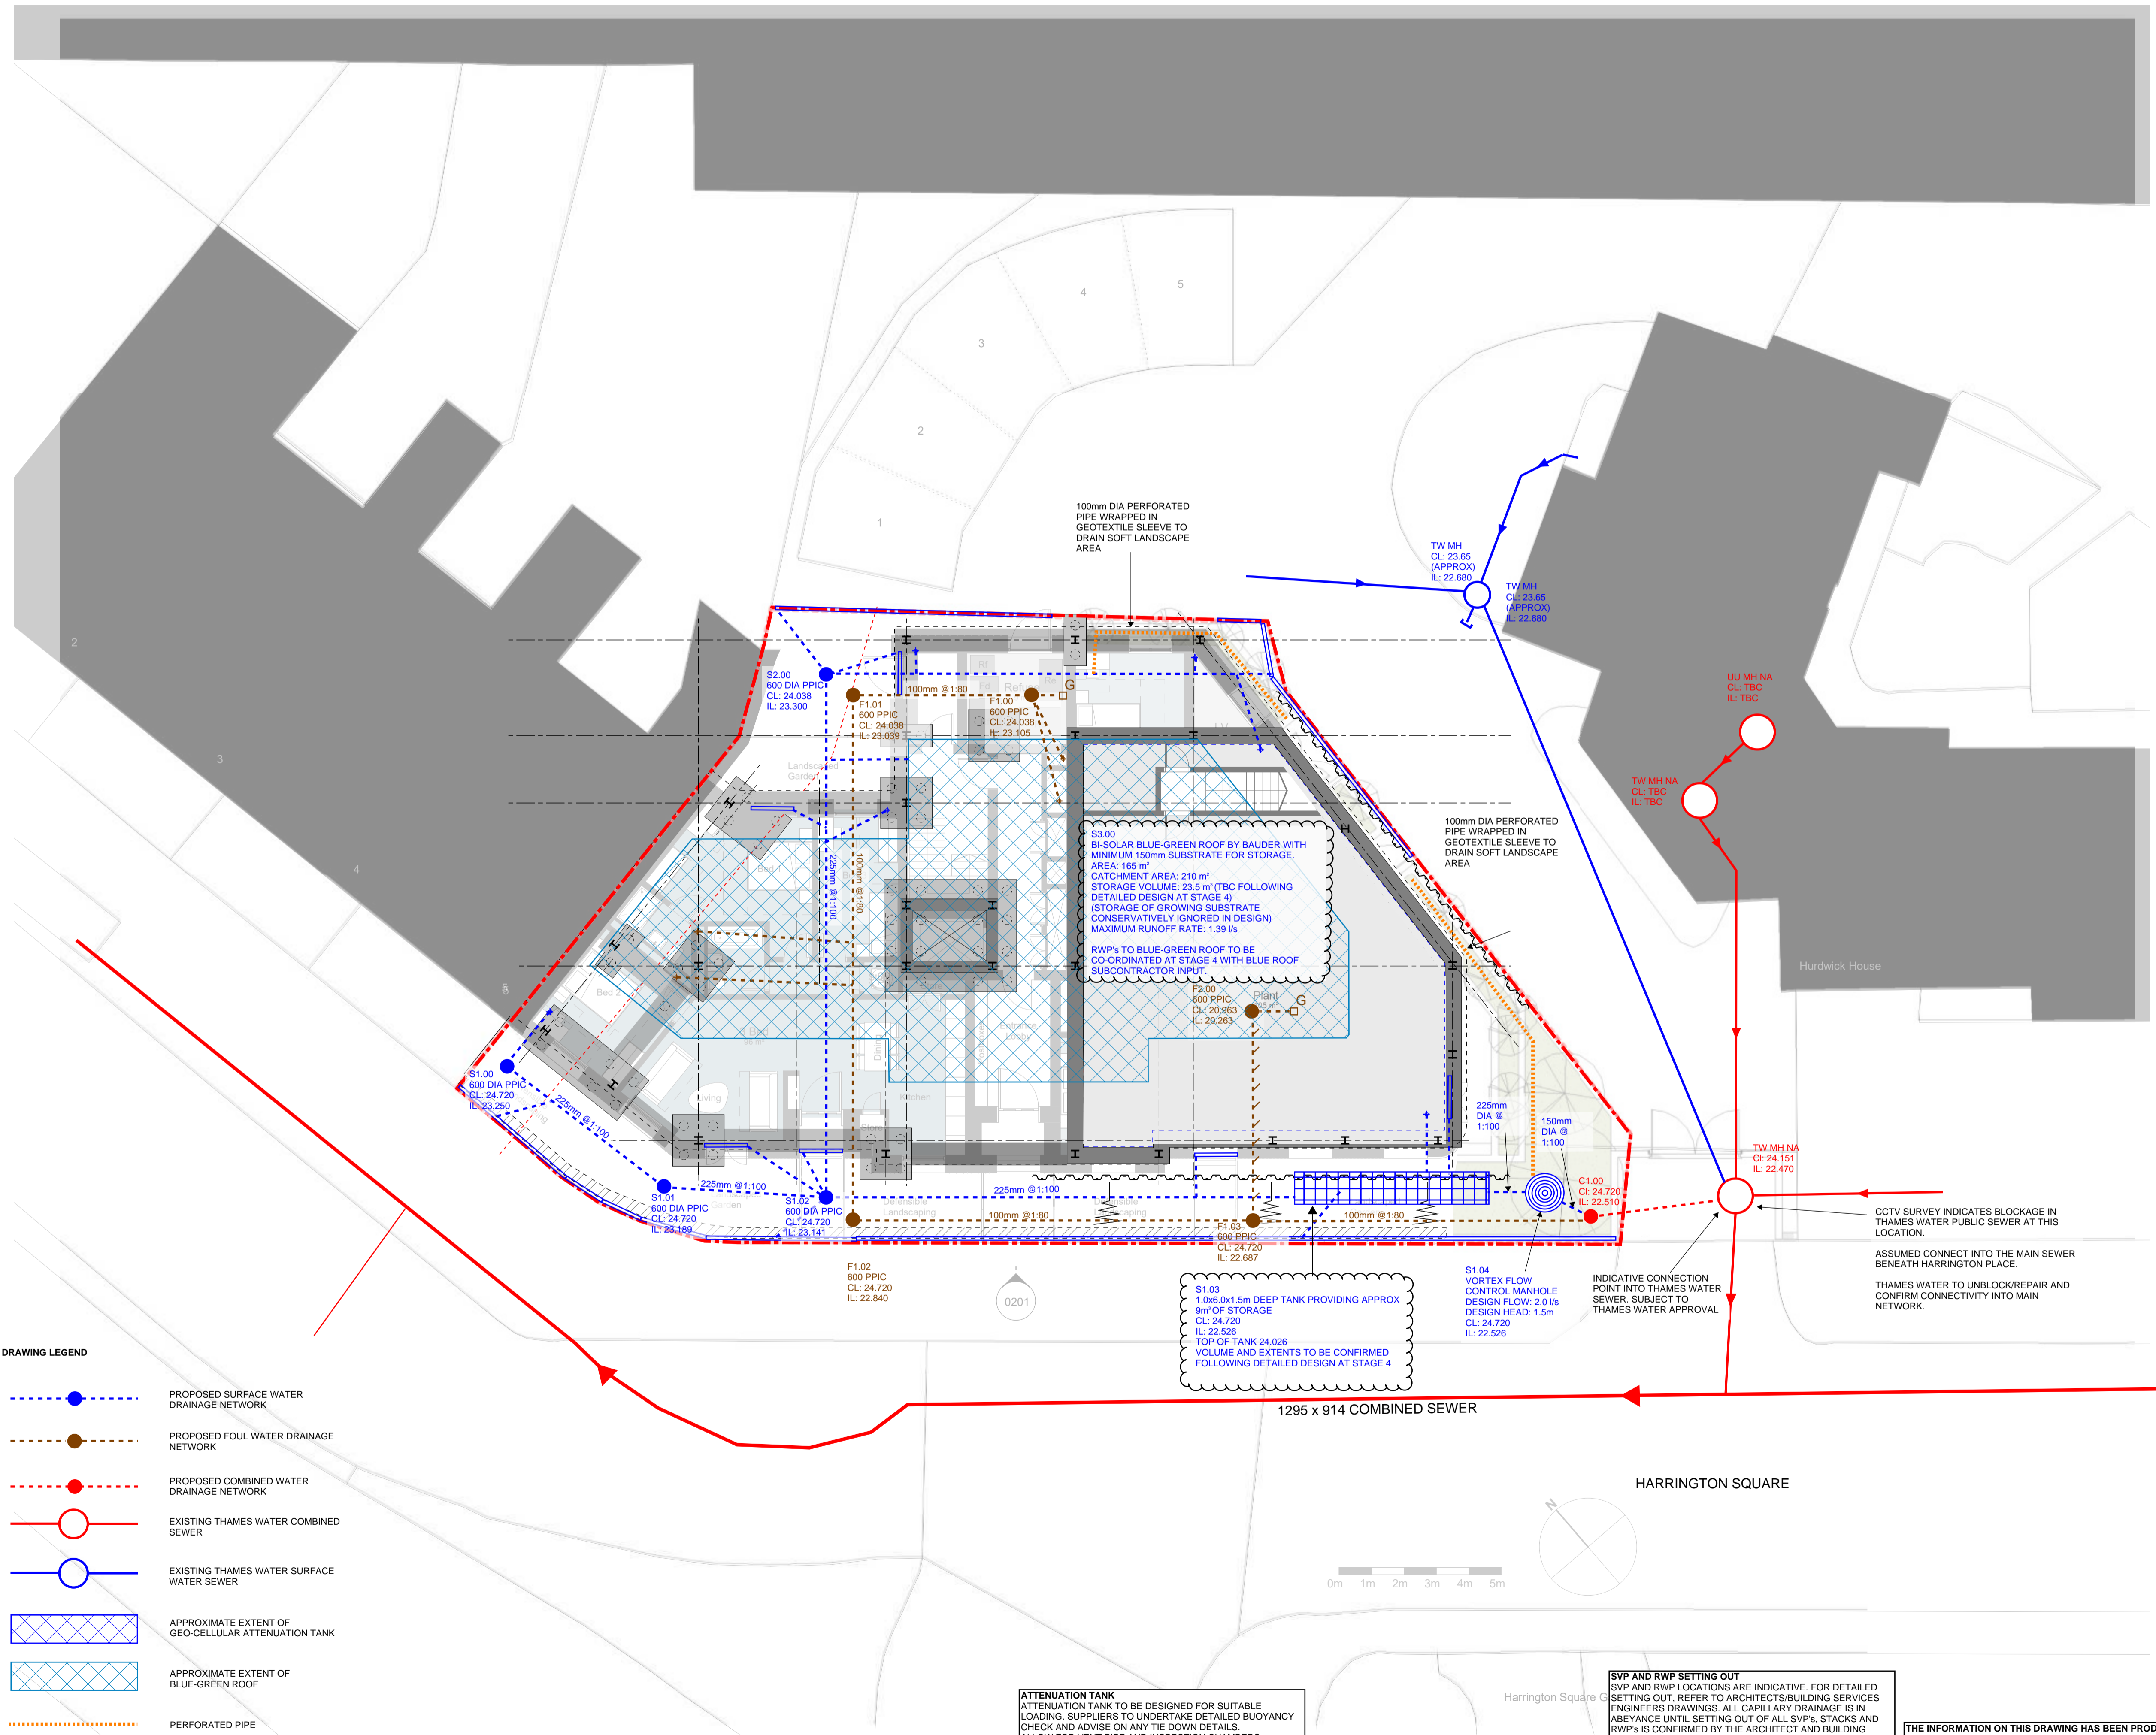 4
5
3
2
1
100mm DIA PERFORATED
PIPE WRAPPED IN
GEOTEXTILE SLEEVE TO
DRAIN SOFT LANDSCAPE
AREA
TW MH
CL: 23.65
(APPROX)
IL: 22.680
TW MH
CL: 23.65
(APPROX)
IL: 22.680
2
3
4
UU MH NA
CL: TBC
IL: TBC
TW MH NA
CL: TBC
IL: TBC
S2.00
600 DIA PPIC
CL: 24.038
IL: 23.300
100mm @1:80
G
F1.01
600 PPIC
CL: 24.038
IL: 23.039
F1.00
600 PPIC
CL: 24.038
IL: 23.105
Landscaped
Garden
225mm @1:100
100mm @1:80
100mm DIA PERFORATED
PIPE WRAPPED IN
GEOTEXTILE SLEEVE TO
DRAIN SOFT LANDSCAPE
AREA
S3.00
BI-SOLAR BLUE-GREEN ROOF BY BAUDER WITH
MINIMUM 150mm SUBSTRATE FOR STORAGE.
AREA: 165 m²
CATCHMENT AREA: 210 m²
STORAGE VOLUME: 23.5 m³ (TBC FOLLOWING
DETAILED DESIGN AT STAGE 4)
(STORAGE OF GROWING SUBSTRATE
CONSERVATIVELY IGNORED IN DESIGN)
MAXIMUM RUNOFF RATE: 1.39 l/s
RWP's TO BLUE-GREEN ROOF TO BE
CO-ORDINATED AT STAGE 4 WITH BLUE ROOF
SUBCONTRACTOR INPUT.
Hurdwick House
F2.00
600 PPIC
CL: 20.963
IL: 20.263
Plant
G
Entrance
Lobby
Living
Kitchen
S1.00
600 DIA PPIC
CL: 24.720
IL: 23.250
225mm @1:100
225mm
DIA @
1:100
150mm
DIA @
1:100
TW MH NA
Cl: 24.151
IL: 22.470
C1.00
Cl: 24.720
IL: 22.510
S1.01
600 DIA PPIC
CL: 24.720
IL: 23.189
225mm @1:100
S1.02
600 DIA PPIC
CL: 24.720
IL: 23.141
Landscaping
225mm @1:100
100mm @1:80
100mm @1:80
F1.03
600 PPIC
CL: 24.720
IL: 22.687
CCTV SURVEY INDICATES BLOCKAGE IN
THAMES WATER PUBLIC SEWER AT THIS
LOCATION.
ASSUMED CONNECT INTO THE MAIN SEWER
BENEATH HARRINGTON PLACE.
THAMES WATER TO UNBLOCK/REPAIR AND
CONFIRM CONNECTIVITY INTO MAIN
NETWORK.
F1.02
600 PPIC
CL: 24.720
IL: 22.840
0201
S1.03
1.0x6.0x1.5m DEEP TANK PROVIDING APPROX
9m³ OF STORAGE
CL: 24.720
IL: 22.526
TOP OF TANK 24.026
VOLUME AND EXTENTS TO BE CONFIRMED
FOLLOWING DETAILED DESIGN AT STAGE 4
S1.04
VORTEX FLOW
CONTROL MANHOLE
DESIGN FLOW: 2.0 l/s
DESIGN HEAD: 1.5m
CL: 24.720
IL: 22.526
INDICATIVE CONNECTION
POINT INTO THAMES WATER
SEWER. SUBJECT TO
THAMES WATER APPROVAL
1295 x 914 COMBINED SEWER
HARRINGTON SQUARE
N
0m 1m 2m 3m 4m 5m
DRAWING LEGEND
PROPOSED SURFACE WATER
DRAINAGE NETWORK
PROPOSED FOUL WATER DRAINAGE
NETWORK
PROPOSED COMBINED WATER
DRAINAGE NETWORK
EXISTING THAMES WATER COMBINED
SEWER
EXISTING THAMES WATER SURFACE
WATER SEWER
APPROXIMATE EXTENT OF
GEO-CELLULAR ATTENUATION TANK
APPROXIMATE EXTENT OF
BLUE-GREEN ROOF
PERFORATED PIPE
ATTENUATION TANK
ATTENUATION TANK TO BE DESIGNED FOR SUITABLE
LOADING. SUPPLIERS TO UNDERTAKE DETAILED BUOYANCY
CHECK AND ADVISE ON ANY TIE DOWN DETAILS.
Harrington Square G
SVP AND RWP SETTING OUT
SVP AND RWP LOCATIONS ARE INDICATIVE. FOR DETAILED
SETTING OUT, REFER TO ARCHITECTS/BUILDING SERVICES
ENGINEERS DRAWINGS. ALL CAPILLARY DRAINAGE IS IN
ABEYANCE UNTIL SETTING OUT OF ALL SVP's, STACKS AND
RWP's IS CONFIRMED BY THE ARCHITECT AND BUILDING
THE INFORMATION ON THIS DRAWING HAS BEEN PROD